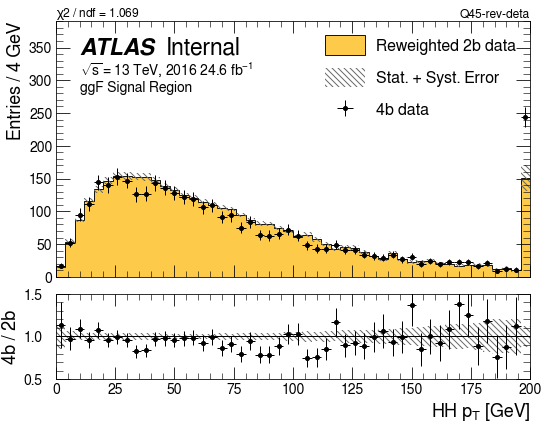 χ2 / ndf = 1.069
Q45-rev-deta
Entries / 4 GeV
ATLAS Internal
√s = 13 TeV, 2016 24.6 fb⁻¹
ggF Signal Region
Reweighted 2b data
Stat. + Syst. Error
4b data
350
300
250
200
150
100
50
0
4b / 2b
1.5
1.0
0.5
0 25 50 75 100 125 150 175 200
HH pT [GeV]